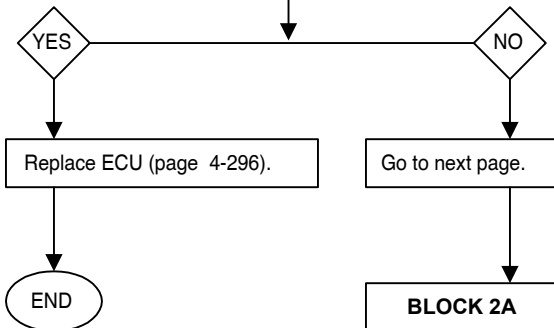 YES
NO
Replace ECU (page 4-296).
Go to next page.
END
BLOCK 2A